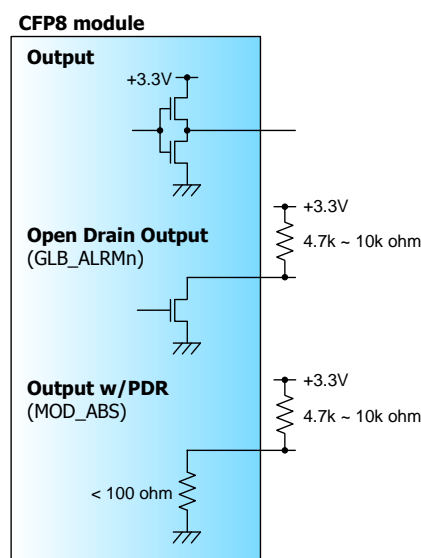 CFP8 module
Output
+3.3V
+3.3V
Open Drain Output
(GLB_ALRMn)
4.7k ~ 10k ohm
+3.3V
Output w/PDR
(MOD_ABS)
4.7k ~ 10k ohm
< 100 ohm